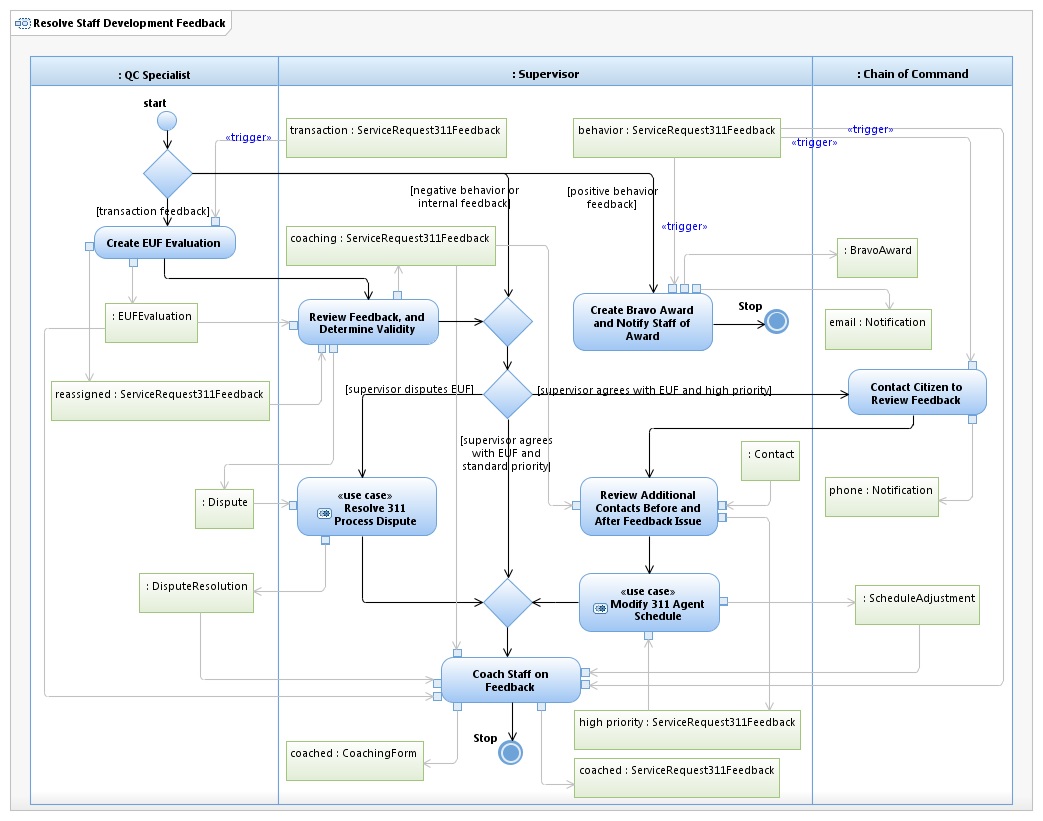 Resolve Staff Development Feedback
: QC Specialist
: Supervisor
: Chain of Command
start
transaction : ServiceRequest311Feedback
behavior : ServiceRequest311Feedback
«trigger»
«trigger»
«trigger»
[negative behavior or
internal feedback]
[positive behavior
feedback]
[transaction feedback]
«trigger»
Create EUF Evaluation
coaching : ServiceRequest311Feedback
: BravoAward
: EUFEvaluation
Review Feedback, and
Determine Validity
Create Bravo Award
and Notify Staff of
Award
Stop
email : Notification
reassigned : ServiceRequest311Feedback
[supervisor disputes EUF]
[supervisor agrees with EUF and high priority]
Contact Citizen to
Review Feedback
[supervisor agrees
with EUF and
standard priority]
: Contact
: Dispute
«use case»
Resolve 311
Process Dispute
Review Additional
Contacts Before and
After Feedback Issue
phone : Notification
: DisputeResolution
«use case»
Modify 311 Agent
Schedule
: ScheduleAdjustment
Coach Staff on
Feedback
high priority : ServiceRequest311Feedback
Stop
coached : CoachingForm
coached : ServiceRequest311Feedback